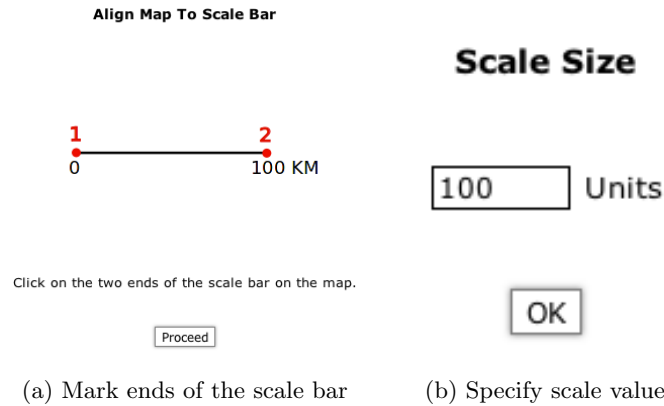 Align Map To Scale Bar
1 2
0 100 KM
Click on the two ends of the scale bar on the map.
Proceed
(a) Mark ends of the scale bar
Scale Size
100 Units
OK
(b) Specify scale value